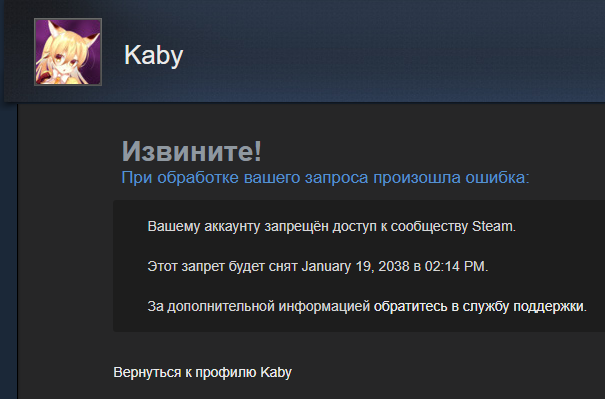 Kaby
Извините!
При обработке вашего запроса произошла ошибка:
Вашему аккаунту запрещён доступ к сообществу Steam.
Этот запрет будет снят January 19, 2038 в 02:14 PM.
За дополнительной информацией обратитесь в службу поддержки.
Вернуться к профилю Kaby